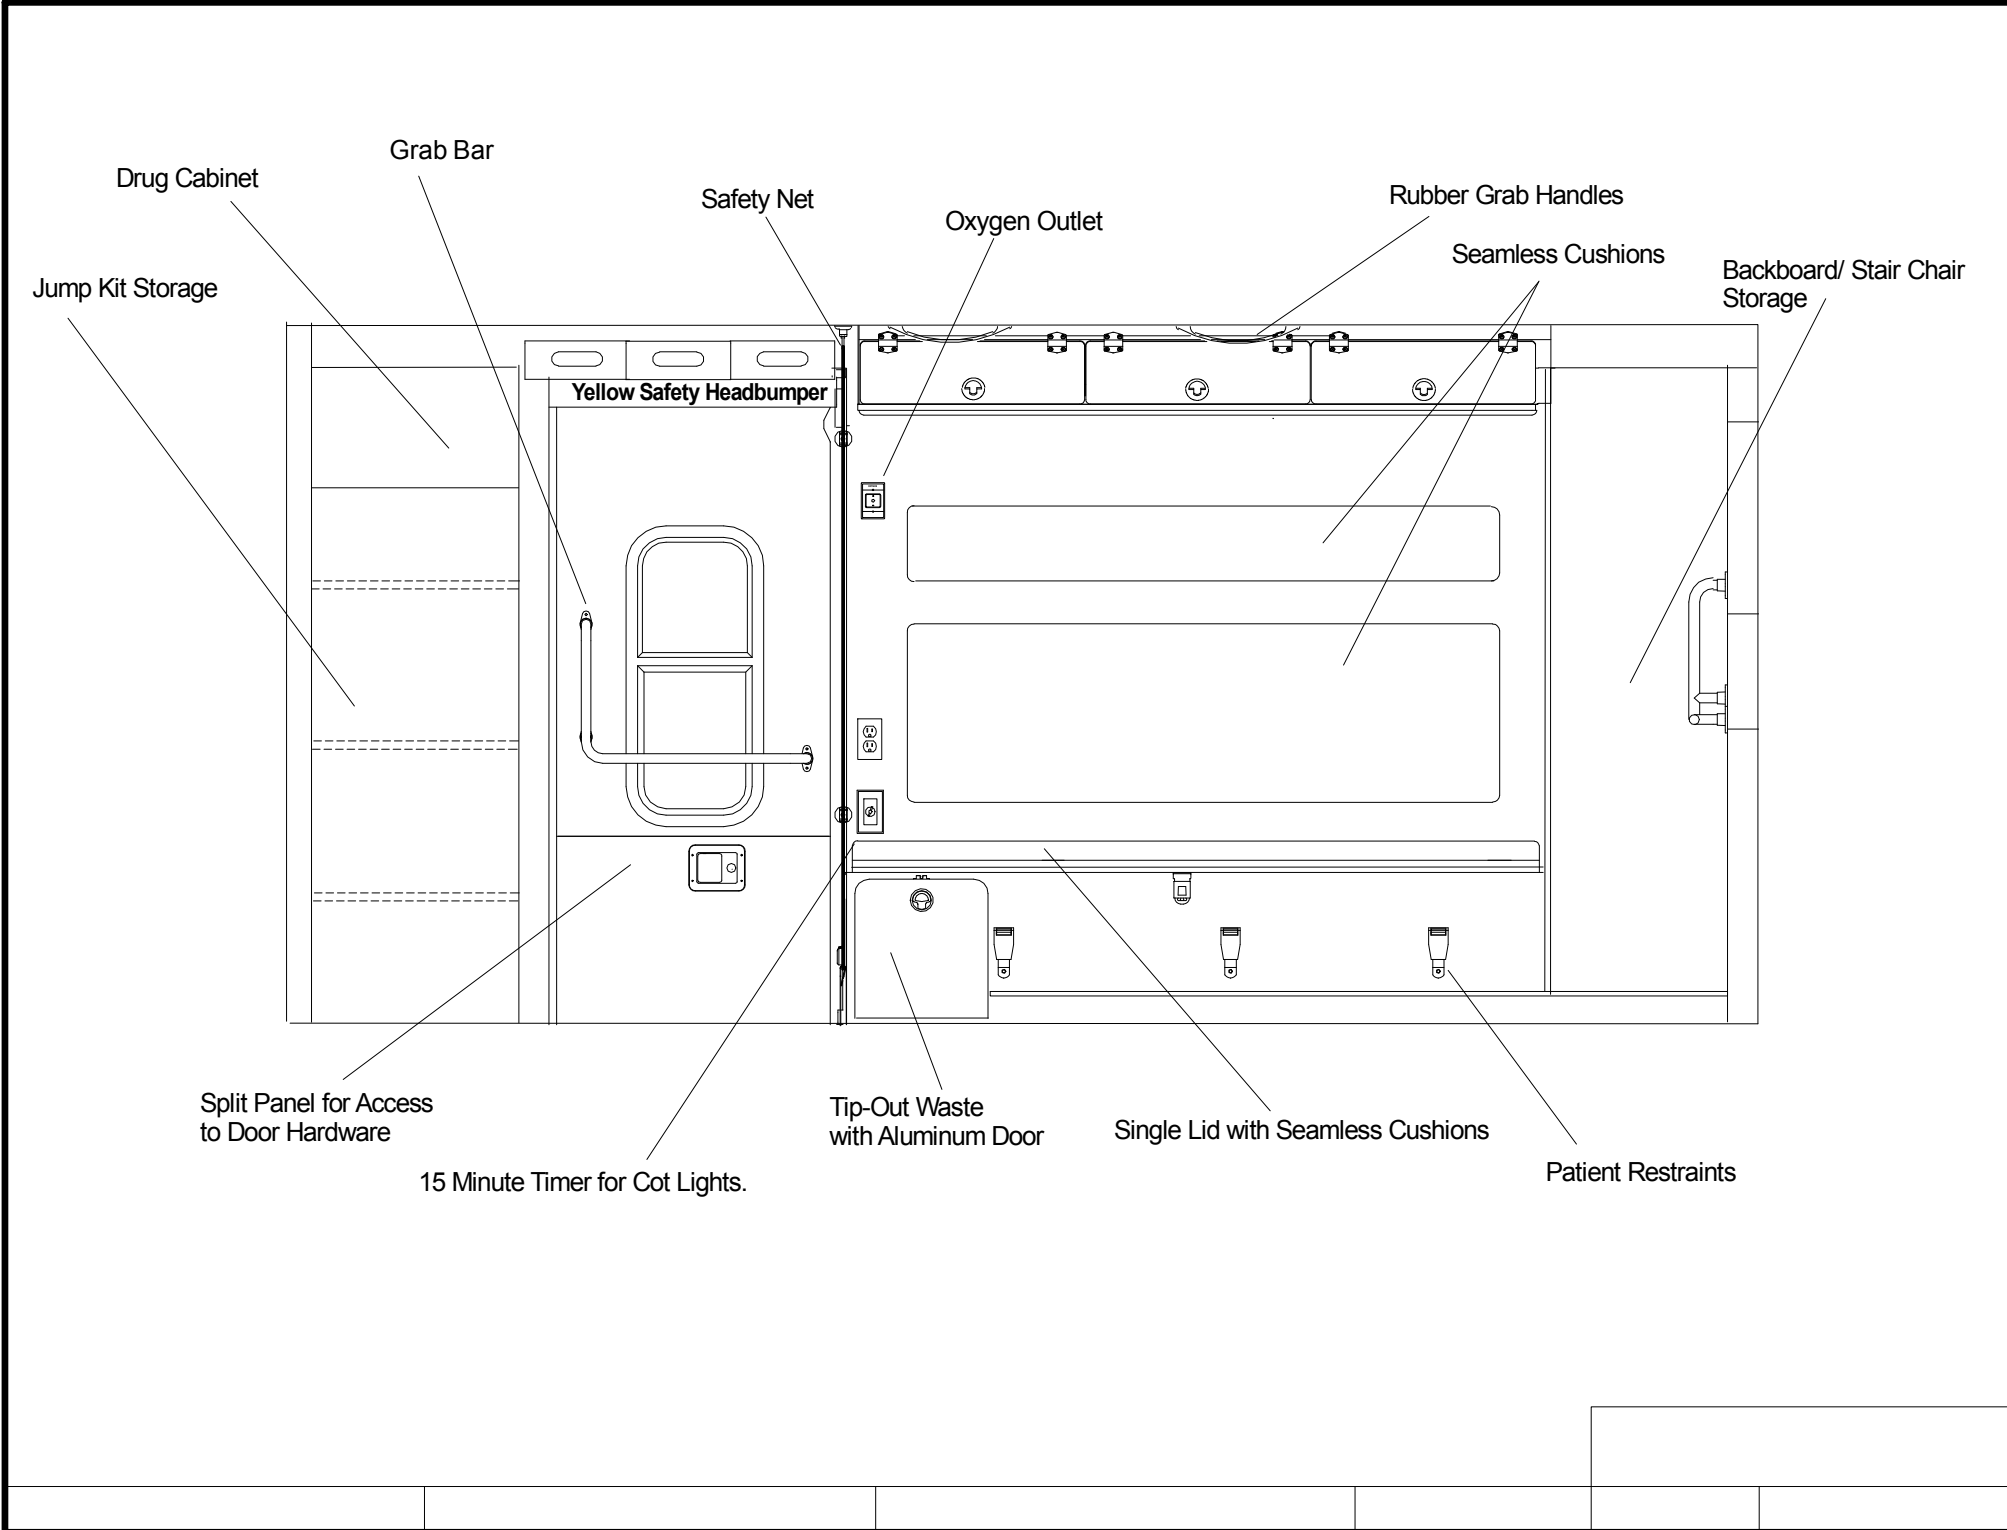 Grab Bar
Drug Cabinet
Safety Net
Rubber Grab Handles
Oxygen Outlet
Seamless Cushions
Backboard/ Stair Chair
Storage
Jump Kit Storage
Yellow Safety Headbumper
Split Panel for Access
to Door Hardware
Tip-Out Waste
with Aluminum Door
Single Lid with Seamless Cushions
15 Minute Timer for Cot Lights.
Patient Restraints